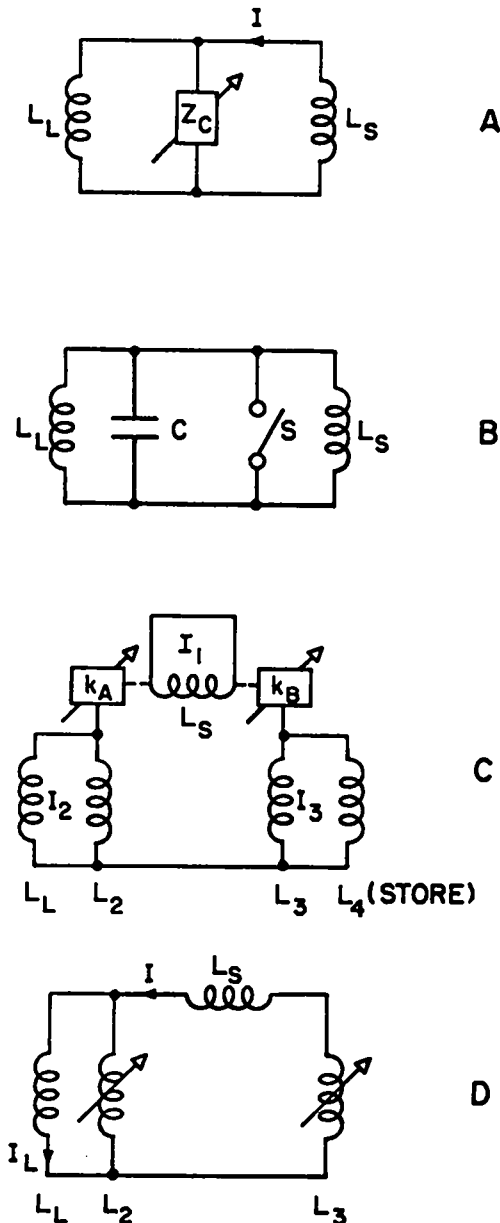 I
L_L Z_C L_S A
L_L C S L_S B
I_1
k_A k_B
L_S
I_2 I_3 C
L_L L_2 L_3 L_4 (STORE)
L_S
I
D
I_L
L_L L_2 L_3